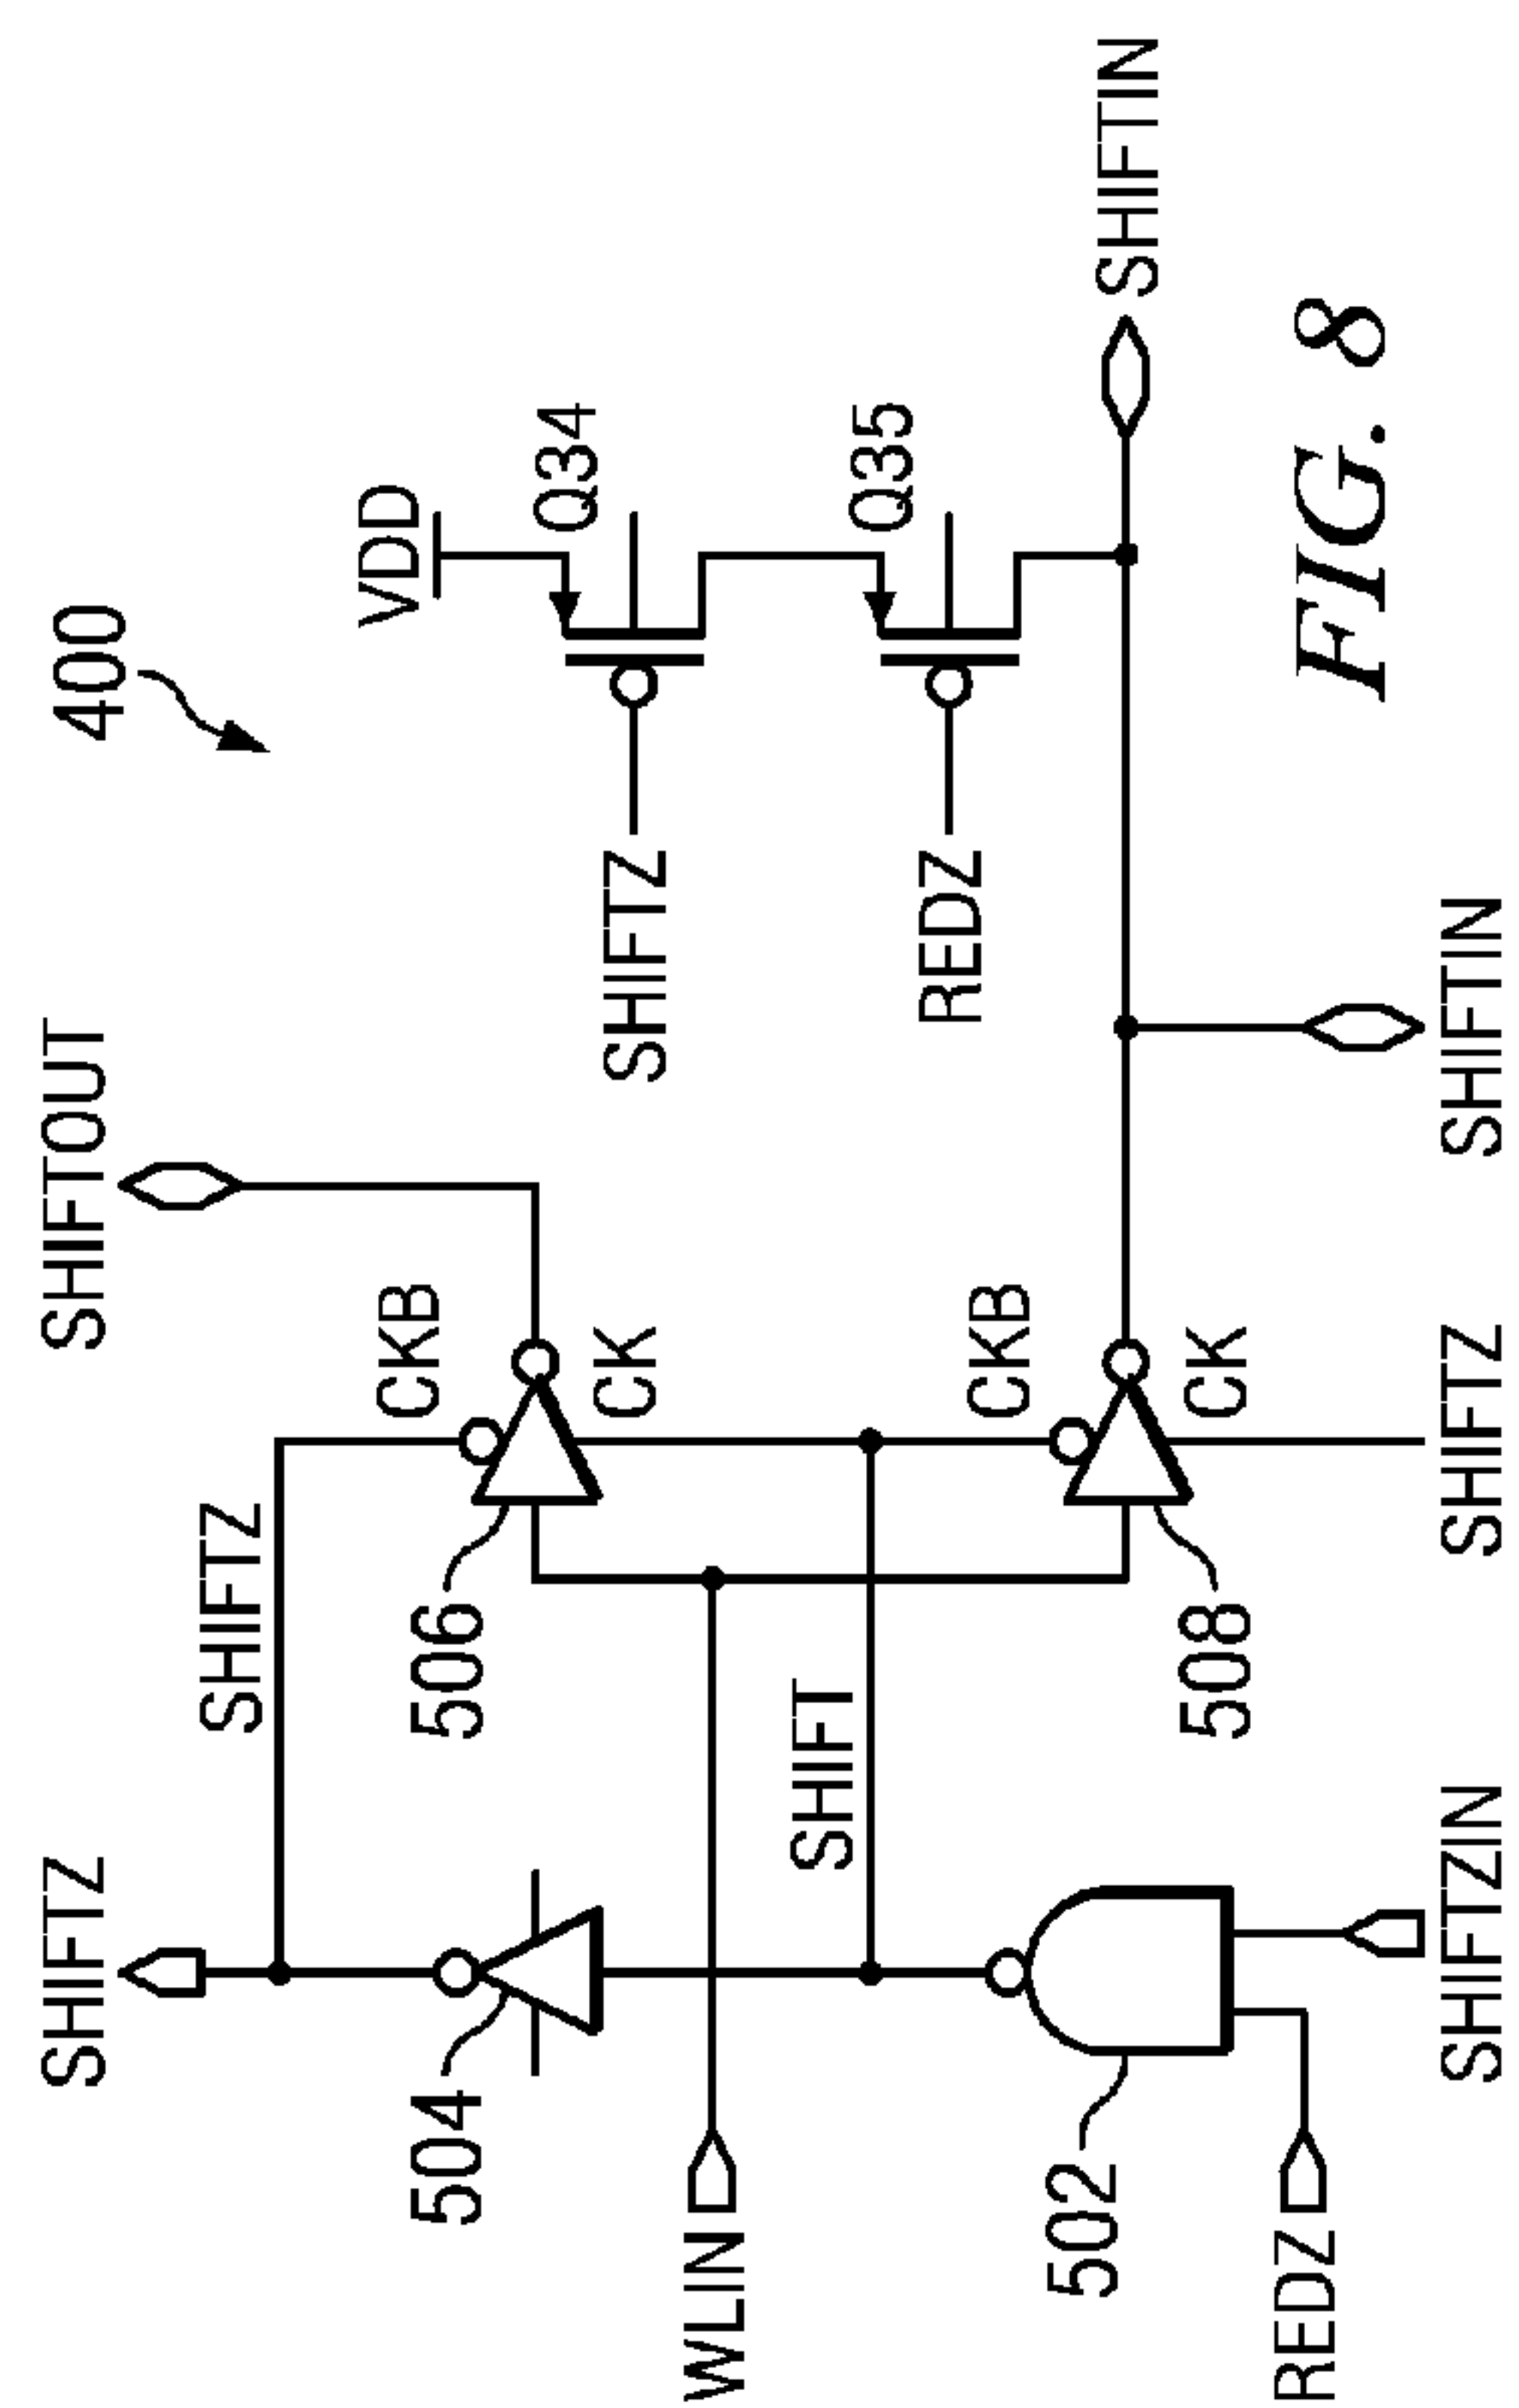 400
SHIFTZ
SHIFTOUT
SHIFTZ
VDD
504
506
CKB
CK
SHIFTZ
Q34
WLIN
SHIFT
REDZ
Q35
502
508
CKB
CK
SHIFTIN
REDZ
SHIFTZIN
SHIFTZ
SHIFTIN
FIG. 8